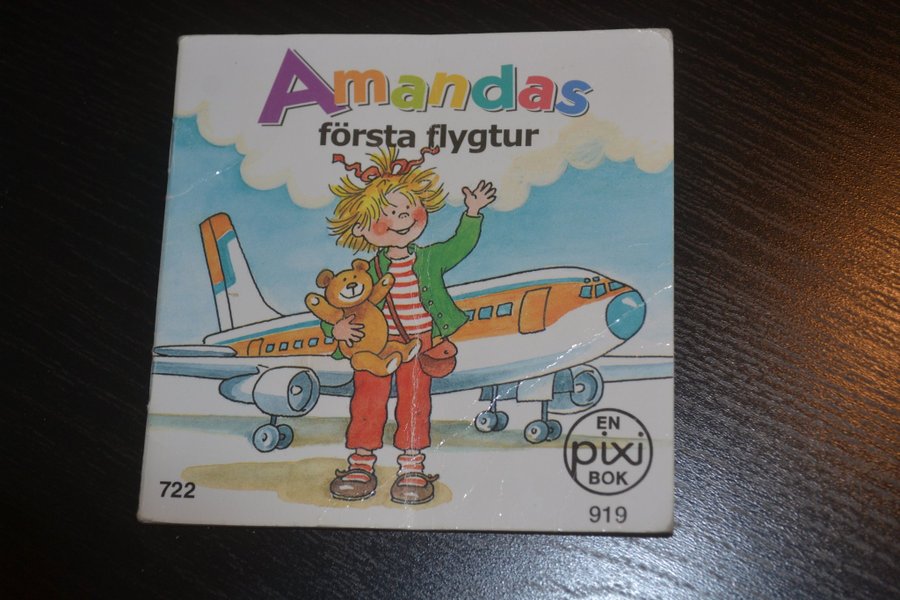 Amandas
första flygtur
722
EN
pixi
BOK
919